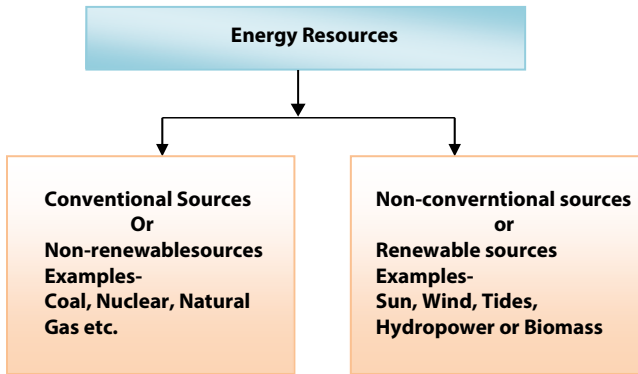 Energy Resources
Conventional Sources
Or
Non-renewablesources
Examples-
Coal, Nuclear, Natural
Gas etc.
Non-converntional sources
or
Renewable sources
Examples-
Sun, Wind, Tides,
Hydropower or Biomass